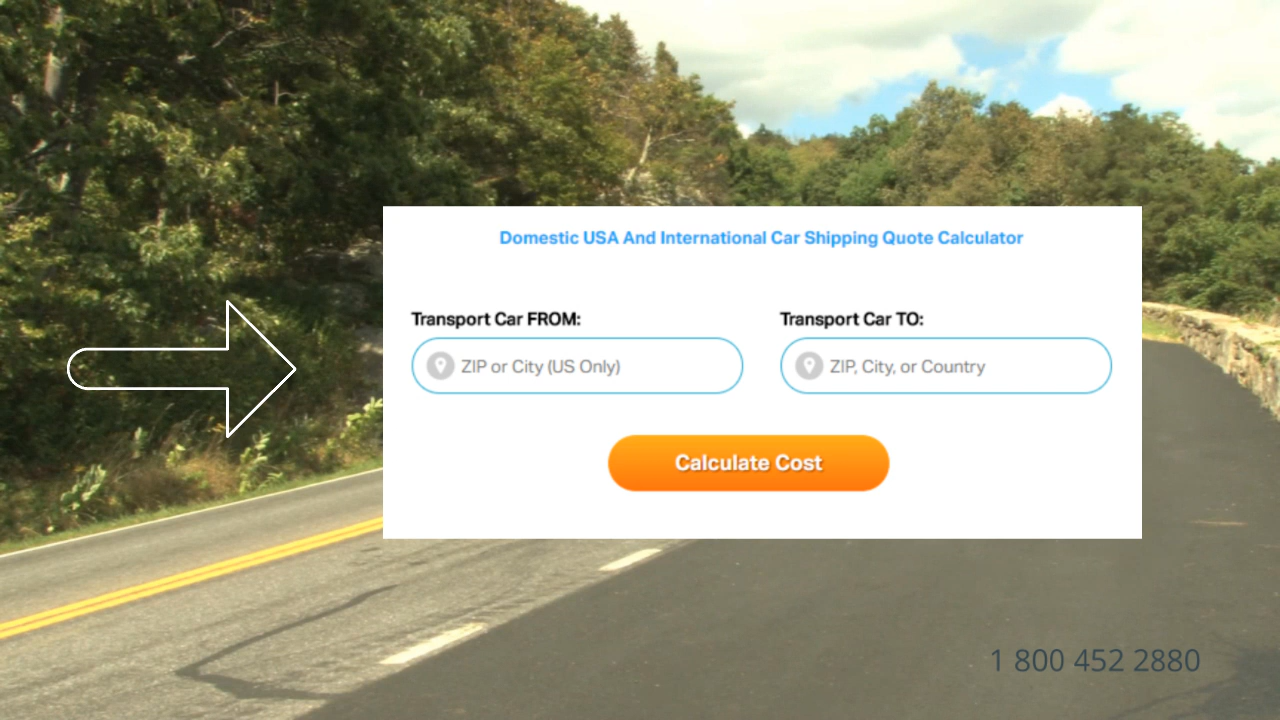 Domestic USA And International Car Shipping Quote Calculator
Transport Car FROM:
Transport Car TO:
ZIP or City (US Only)
ZIP, City, or Country
Calculate Cost
1 800 452 2880